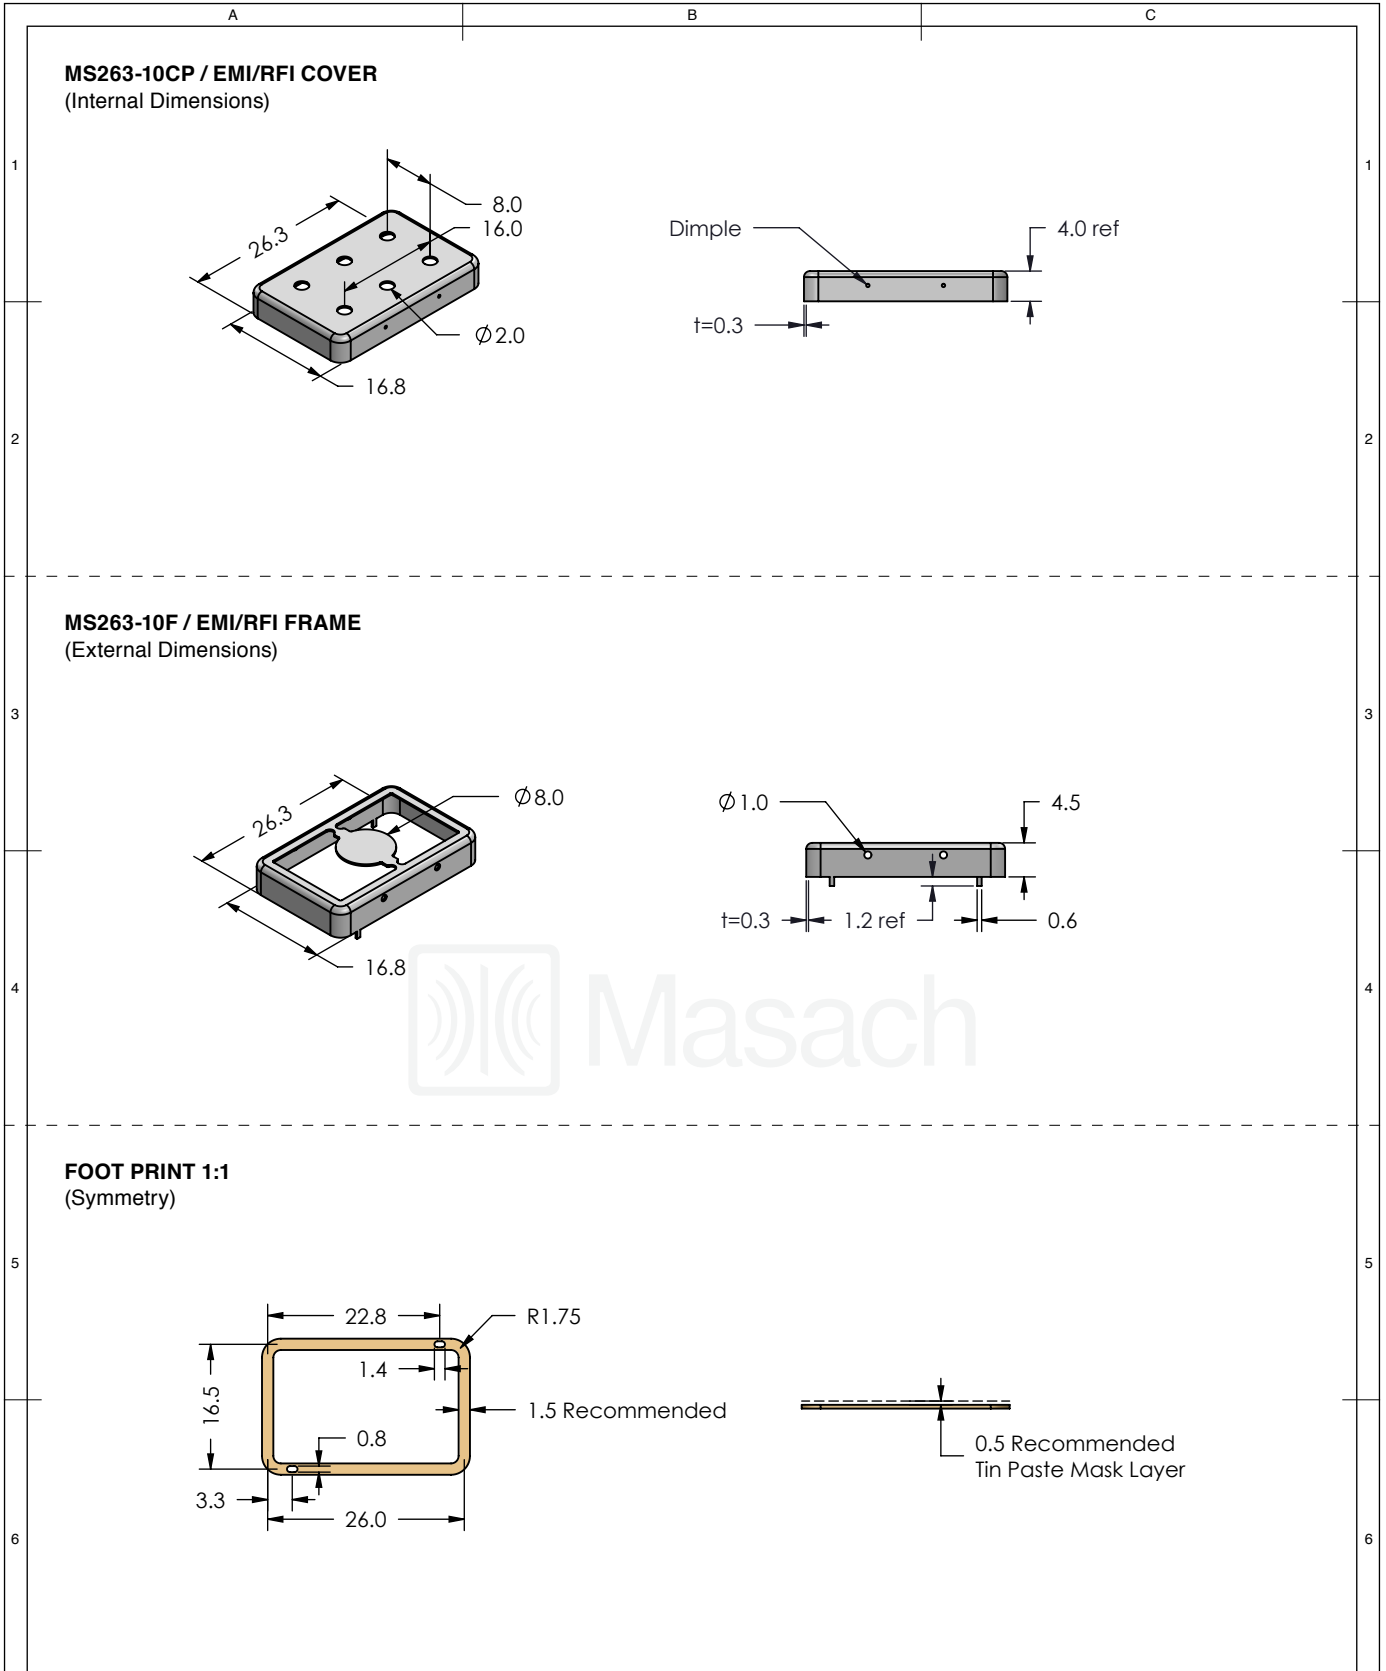 A
B
C
MS263-10CP / EMI/RFI COVER
(Internal Dimensions)
1
1
8.0
16.0
26.3
Ø2.0
16.8
Dimple
4.0 ref
t=0.3
2
2
MS263-10F / EMI/RFI FRAME
(External Dimensions)
3
3
26.3
Ø8.0
16.8
Ø1.0
4.5
t=0.3
1.2 ref
0.6
4
4
Masach
FOOT PRINT 1:1
(Symmetry)
5
5
22.8
R1.75
1.4
16.5
1.5 Recommended
0.8
3.3
26.0
0.5 Recommended
Tin Paste Mask Layer
6
6